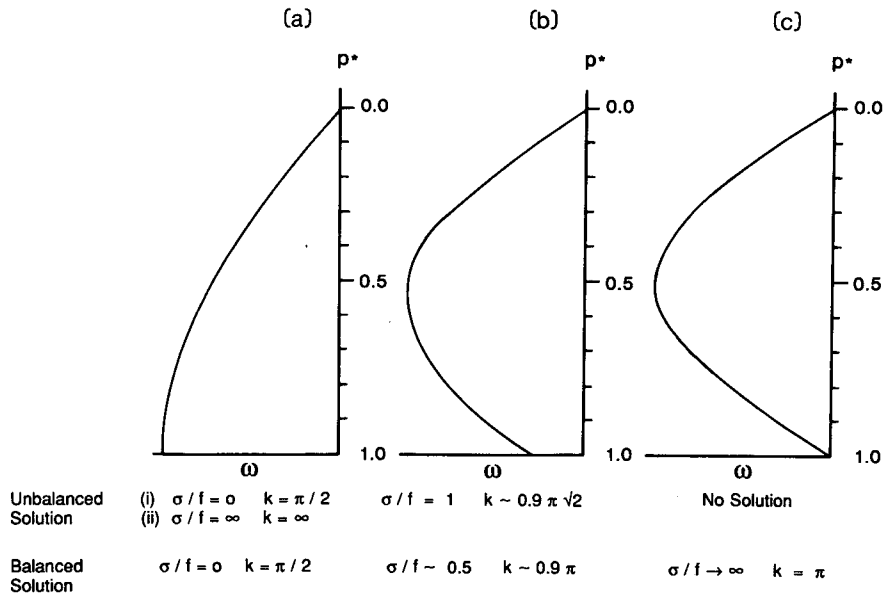 (a) (b) (c)
p* p* p*
0.0 0.0 0.0
0.5 0.5 0.5
1.0 1.0 1.0
ω ω ω
Unbalanced (i) σ / f = o k = π / 2 σ / f = 1 k ~ 0.9 π √2 No Solution
Solution (ii) σ / f = ∞ k = ∞
Balanced σ / f = o k = π / 2 σ / f ~ 0.5 k ~ 0.9 π σ / f → ∞ k = π
Solution